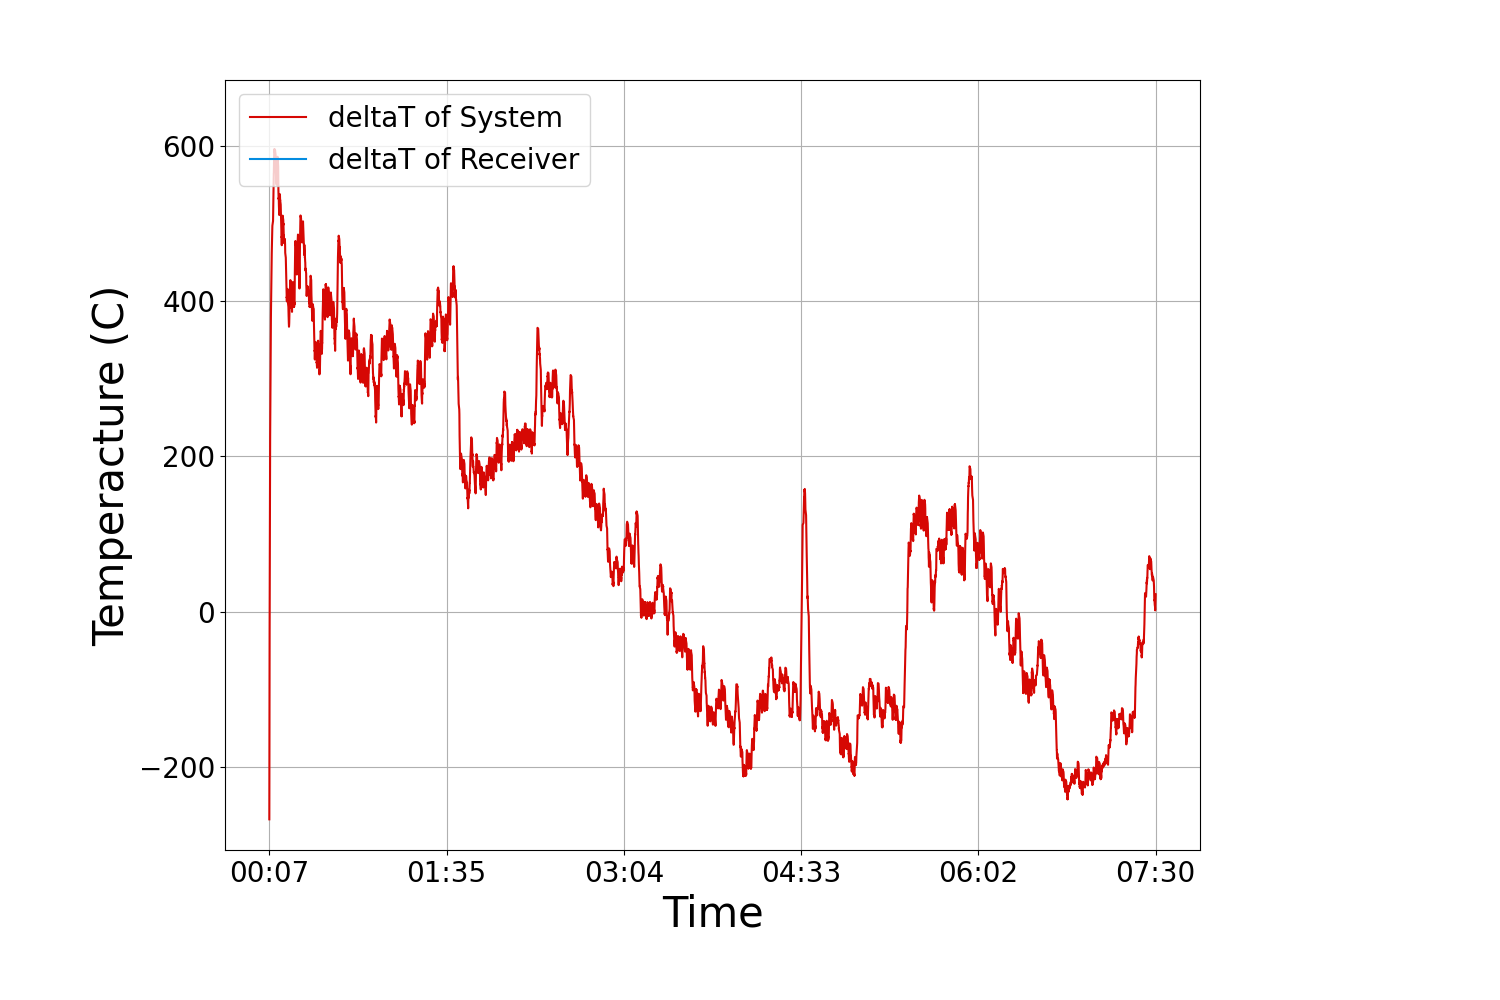 deltaT of System
deltaT of Receiver
600
400
200
0
−200
Temperacture (C)
00:07 01:35 03:04 04:33 06:02 07:30
Time